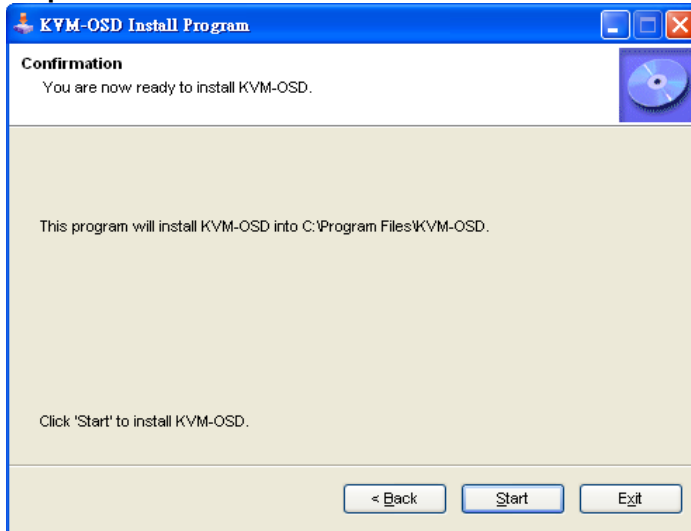 KVM-OSD Install Program
Confirmation
You are now ready to install KVM-OSD.
This program will install KVM-OSD into C:\Program Files\KVM-OSD.
Click 'Start' to install KVM-OSD.
< Back
Start
Exit